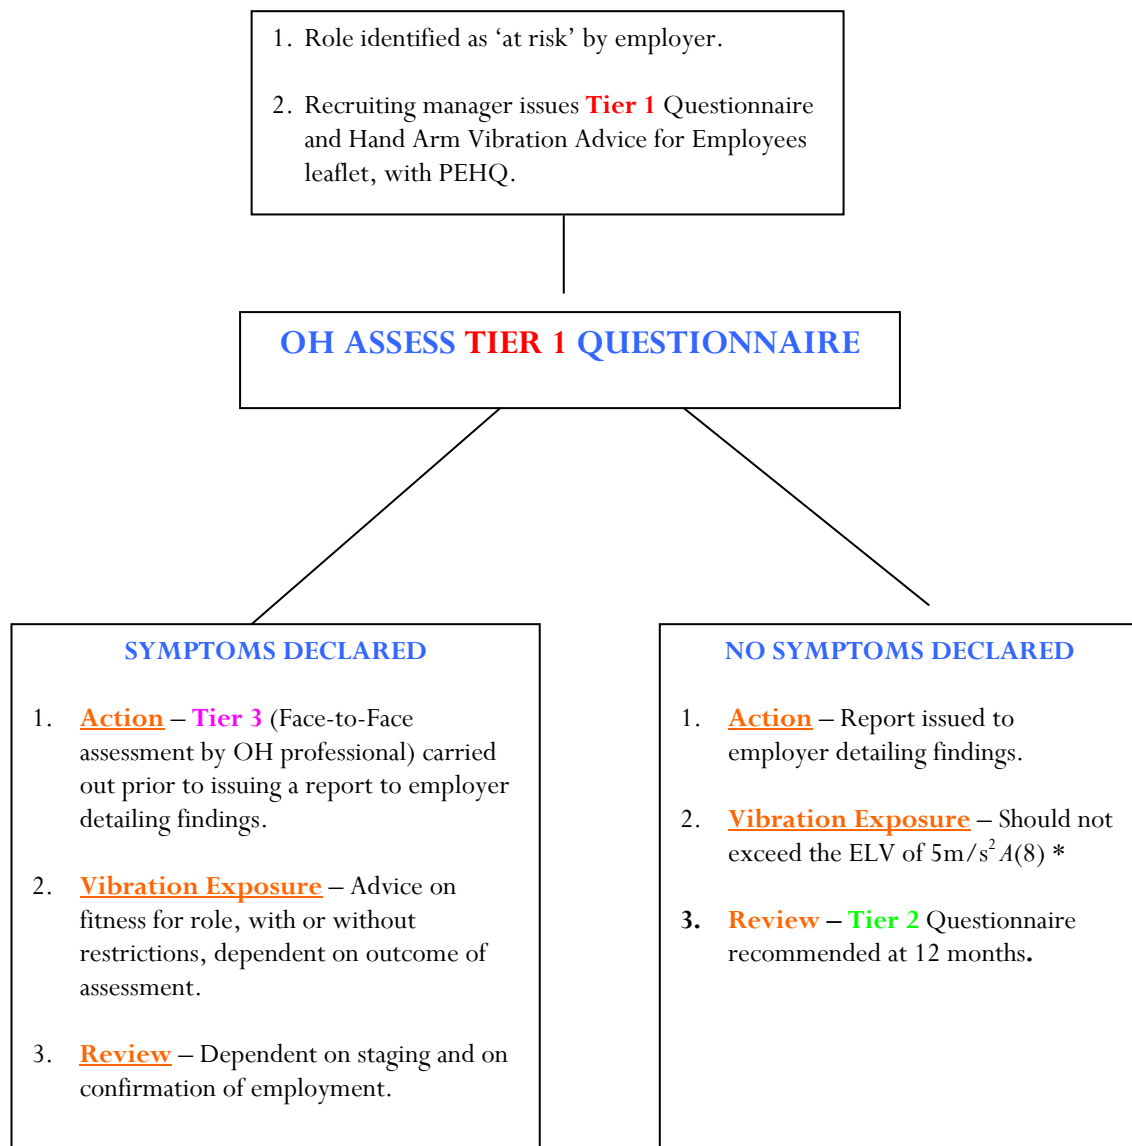 1. Role identified as ‘at risk’ by employer.
2. Recruiting manager issues Tier 1 Questionnaire
and Hand Arm Vibration Advice for Employees
leaflet, with PEHQ.
OH ASSESS TIER 1 QUESTIONNAIRE
SYMPTOMS DECLARED
1. Action – Tier 3 (Face-to-Face
assessment by OH professional) carried
out prior to issuing a report to employer
detailing findings.
2. Vibration Exposure – Advice on
fitness for role, with or without
restrictions, dependent on outcome of
assessment.
3. Review – Dependent on staging and on
confirmation of employment.
NO SYMPTOMS DECLARED
1. Action – Report issued to
employer detailing findings.
2. Vibration Exposure – Should not
exceed the ELV of 5m/s² A(8) *
3. Review – Tier 2 Questionnaire
recommended at 12 months.